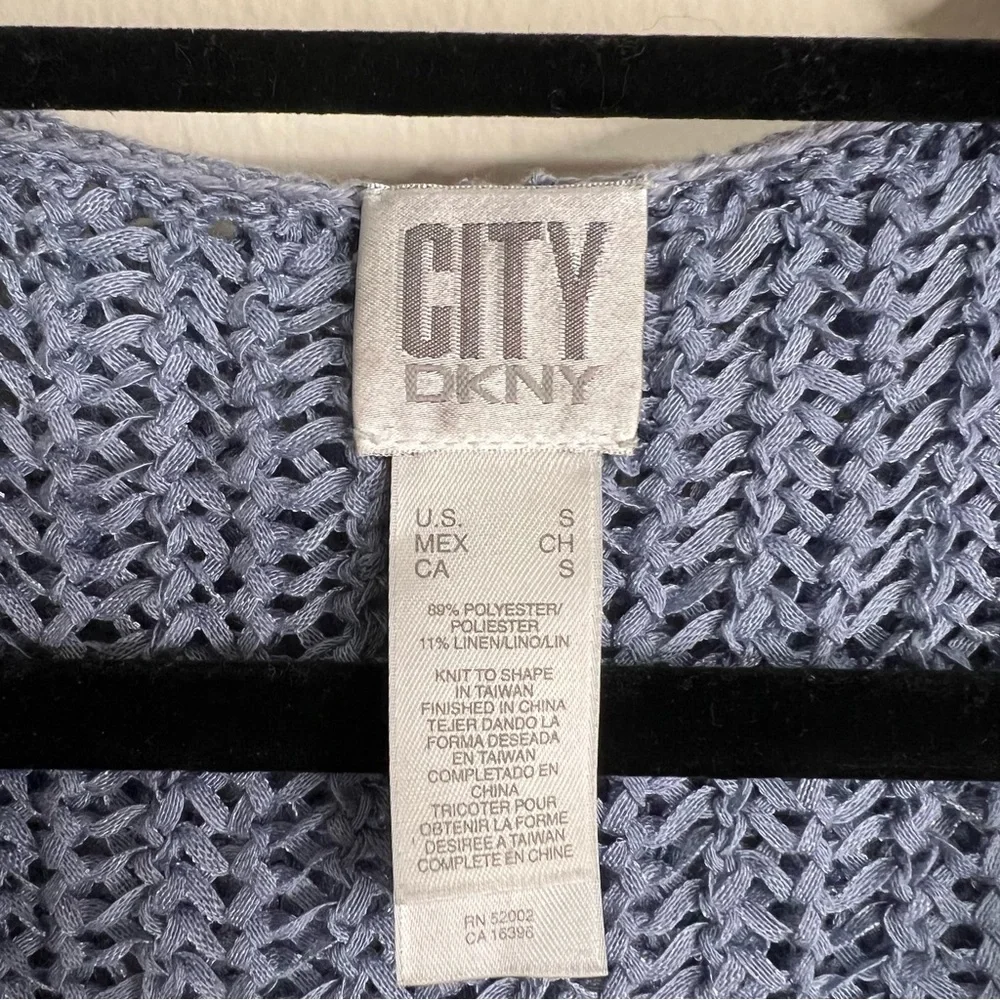 CITY
DKNY
U.S. S
MEX CH
CA S
89% POLYESTER/
POLIESTER
11% LINEN/LINO/LIN
KNIT TO SHAPE
IN TAIWAN
FINISHED IN CHINA
TEJER DANDO LA
FORMA DESEADA
EN TAIWAN
COMPLETADO EN
CHINA
TRICOTER POUR
OBTENIR LA FORME
DESIREE A TAIWAN
COMPLETE EN CHINE
RN 52002
CA 16396